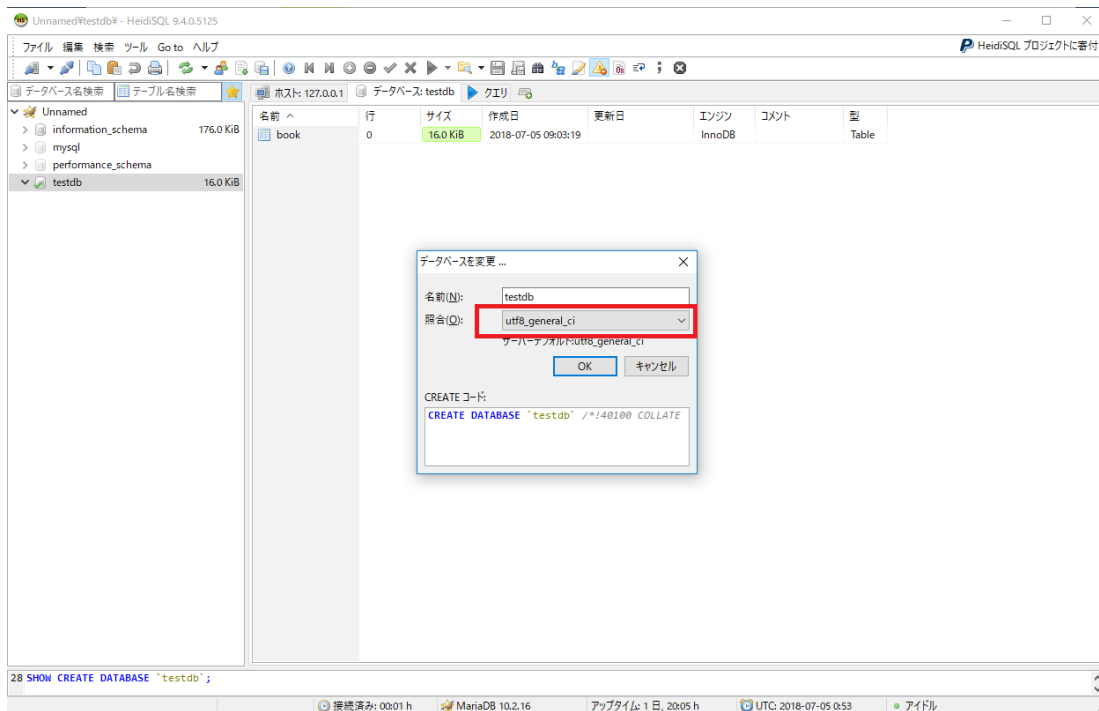 Unnamed¥testdb¥ - HeidiSQL 9.4.0.5125
ファイル 編集 検索 ツール Go to ヘルプ
HeidiSQL プロジェクトに寄付
データベース名検索 テーブル名検索
ホスト: 127.0.0.1 データベース: testdb クエリ
Unnamed
information_schema 176.0 KiB
mysql
performance_schema
testdb 16.0 KiB
名前 行 サイズ 作成日 更新日 エンジン コメント 型
book 0 16.0 KiB 2018-07-05 09:03:19 InnoDB Table
データベースを変更 ...
名前(N): testdb
照合(O): utf8_general_ci
サーバーデフォルト:utf8_general_ci
OK キャンセル
CREATE コード:
CREATE DATABASE `testdb` /*!40100 COLLATE
28 SHOW CREATE DATABASE `testdb`;
接続済み: 00:01 h MariaDB 10.2.16 アップタイム: 1 日, 20:05 h UTC: 2018-07-05 0:53 アイドル